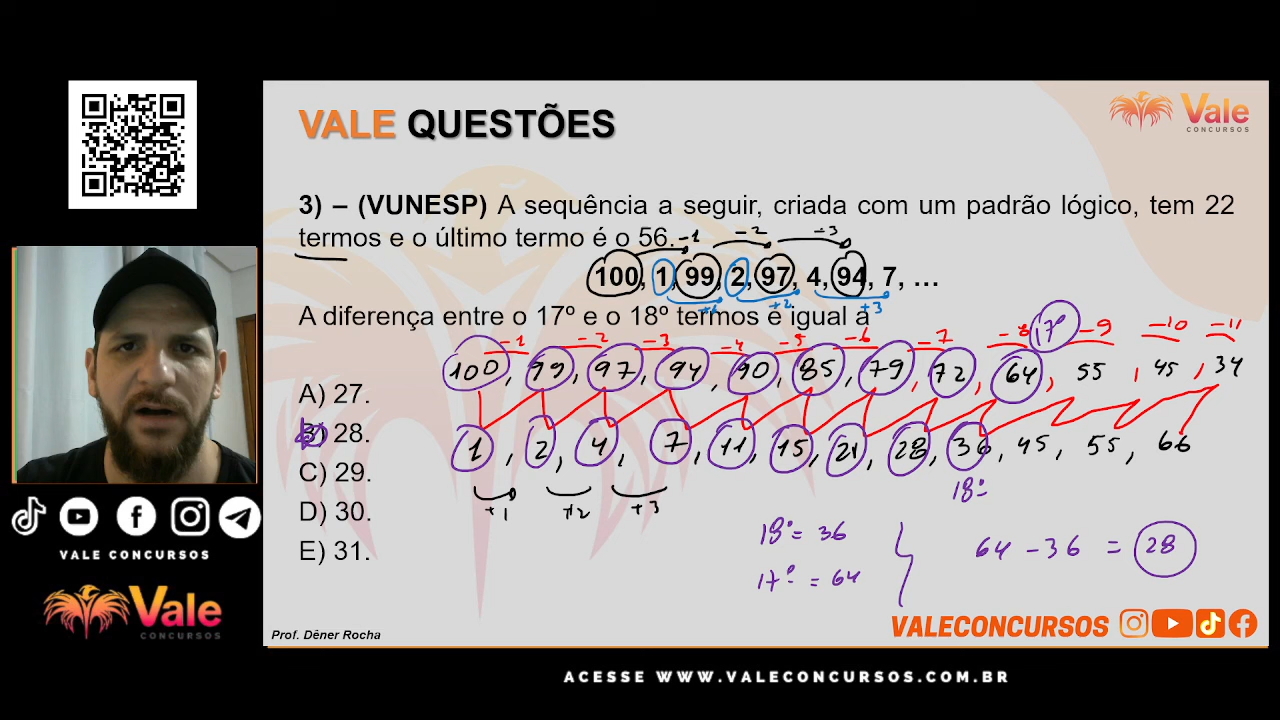 VALE QUESTÕES
Vale
CONCURSOS
3) – (VUNESP) A sequência a seguir, criada com um padrão lógico, tem 22
termos e o último termo é o 56.
-1 -2 -3
100, 1, 99, 2, 97, 4, 94, 7, …
+1 +2 +3
A diferença entre o 17º e o 18º termos é igual a
17º
-1 -2 -3 -4 -5 -6 -7 -8 -9 -10 -11
100, 99, 97, 94, 90, 85, 79, 72, 64, 55, 45, 34
1, 2, 4, 7, 11, 15, 21, 28, 36, 45, 55, 66
18º
+1 +2 +3
A) 27.
B) 28.
C) 29.
D) 30.
E) 31.
18º = 36
17º = 64
64 - 36 = 28
VALE CONCURSOS
Vale
CONCURSOS
Prof. Dêner Rocha
VALECONCURSOS
ACESSE WWW.VALECONCURSOS.COM.BR